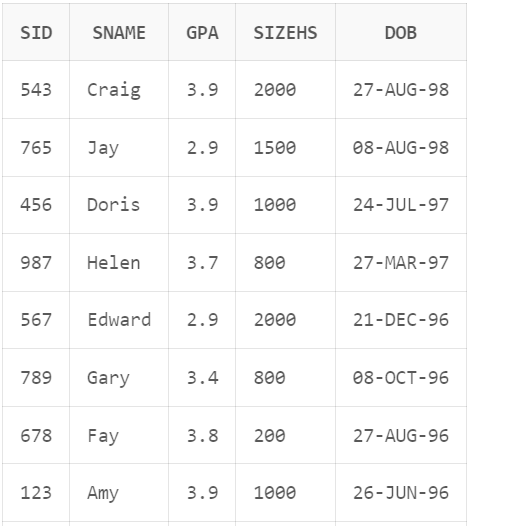 SID SNAME GPA SIZEHS DOB
543 Craig 3.9 2000 27-AUG-98
765 Jay 2.9 1500 08-AUG-98
456 Doris 3.9 1000 24-JUL-97
987 Helen 3.7 800 27-MAR-97
567 Edward 2.9 2000 21-DEC-96
789 Gary 3.4 800 08-OCT-96
678 Fay 3.8 200 27-AUG-96
123 Amy 3.9 1000 26-JUN-96